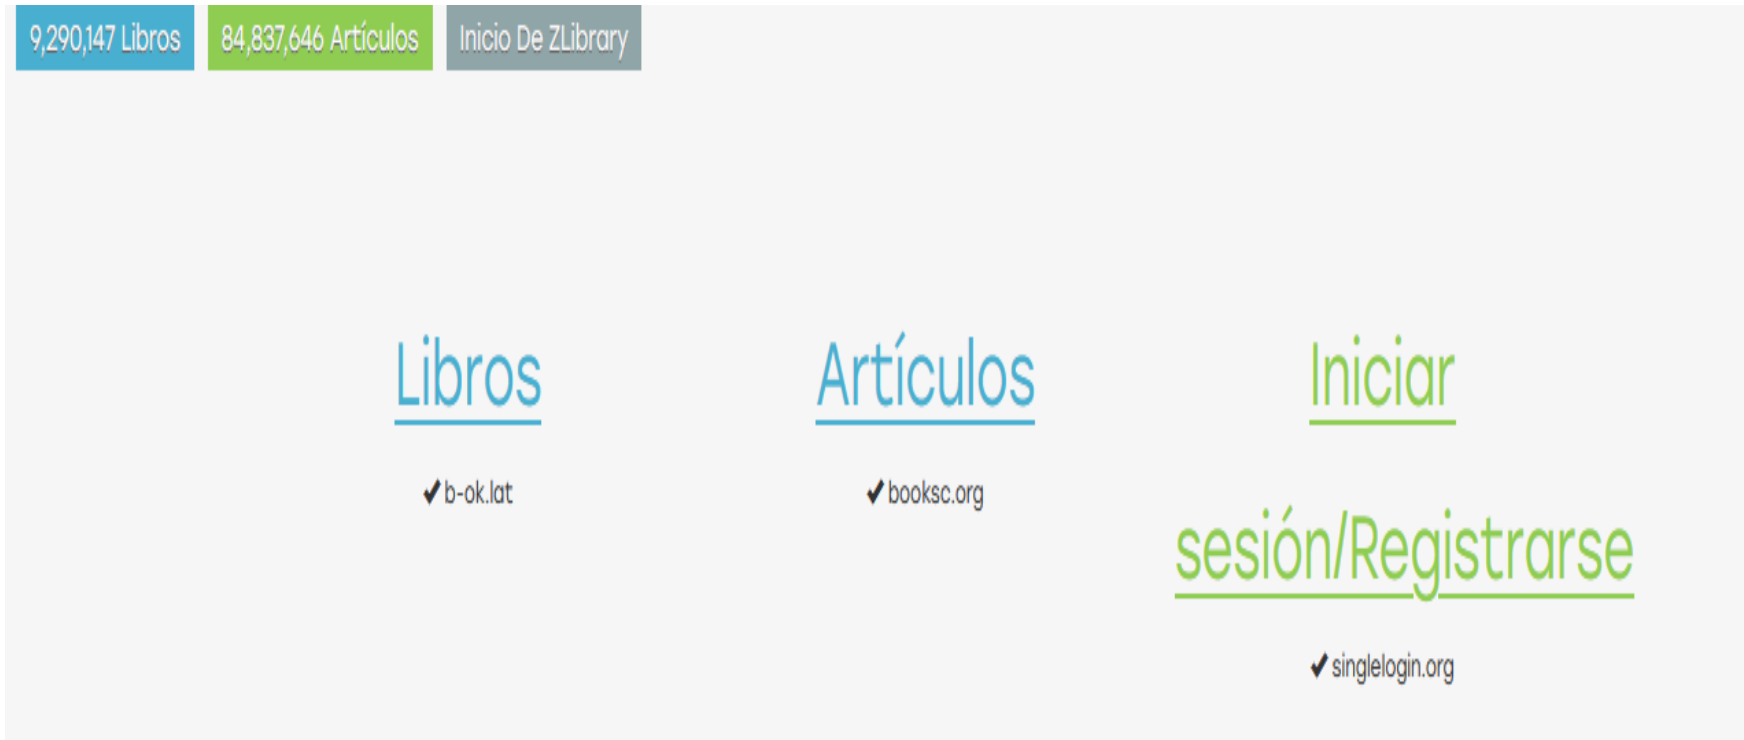 9,290,147 Libros
84,837,646 Artículos
Inicio De ZLibrary
Libros
b-ok.lat
Artículos
booksc.org
Iniciar
sesión/Registrarse
singlelogin.org